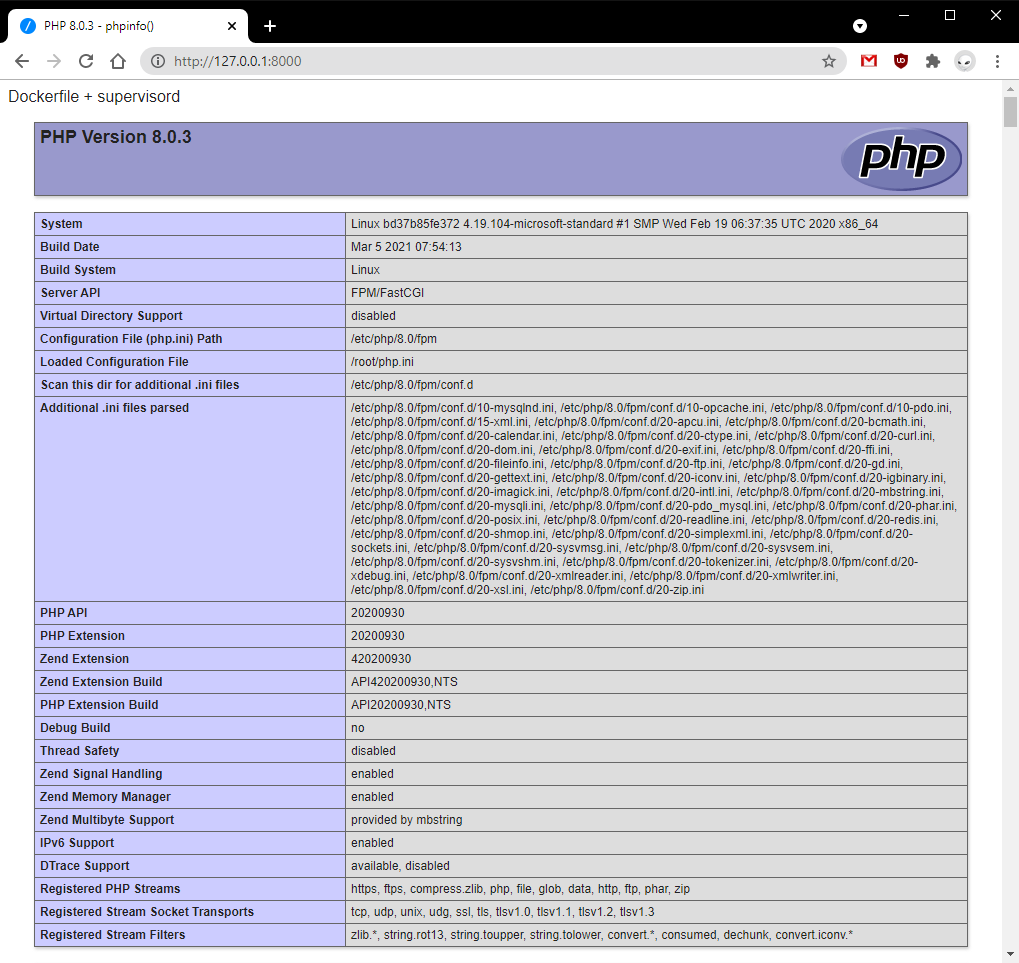 PHP 8.0.3 - phpinfo()
http://127.0.0.1:8000
Dockerfile + supervisord
PHP Version 8.0.3
php
System Linux bd37b85fe372 4.19.104-microsoft-standard #1 SMP Wed Feb 19 06:37:35 UTC 2020 x86_64
Build Date Mar 5 2021 07:54:13
Build System Linux
Server API FPM/FastCGI
Virtual Directory Support disabled
Configuration File (php.ini) Path /etc/php/8.0/fpm
Loaded Configuration File /root/php.ini
Scan this dir for additional .ini files /etc/php/8.0/fpm/conf.d
Additional .ini files parsed /etc/php/8.0/fpm/conf.d/10-mysqlnd.ini, /etc/php/8.0/fpm/conf.d/10-opcache.ini, /etc/php/8.0/fpm/conf.d/10-pdo.ini,
/etc/php/8.0/fpm/conf.d/15-xml.ini, /etc/php/8.0/fpm/conf.d/20-apcu.ini, /etc/php/8.0/fpm/conf.d/20-bcmath.ini,
/etc/php/8.0/fpm/conf.d/20-calendar.ini, /etc/php/8.0/fpm/conf.d/20-ctype.ini, /etc/php/8.0/fpm/conf.d/20-curl.ini,
/etc/php/8.0/fpm/conf.d/20-dom.ini, /etc/php/8.0/fpm/conf.d/20-exif.ini, /etc/php/8.0/fpm/conf.d/20-ffi.ini,
/etc/php/8.0/fpm/conf.d/20-fileinfo.ini, /etc/php/8.0/fpm/conf.d/20-ftp.ini, /etc/php/8.0/fpm/conf.d/20-gd.ini,
/etc/php/8.0/fpm/conf.d/20-gettext.ini, /etc/php/8.0/fpm/conf.d/20-iconv.ini, /etc/php/8.0/fpm/conf.d/20-igbinary.ini,
/etc/php/8.0/fpm/conf.d/20-imagick.ini, /etc/php/8.0/fpm/conf.d/20-intl.ini, /etc/php/8.0/fpm/conf.d/20-mbstring.ini,
/etc/php/8.0/fpm/conf.d/20-mysqli.ini, /etc/php/8.0/fpm/conf.d/20-pdo_mysql.ini, /etc/php/8.0/fpm/conf.d/20-phar.ini,
/etc/php/8.0/fpm/conf.d/20-posix.ini, /etc/php/8.0/fpm/conf.d/20-readline.ini, /etc/php/8.0/fpm/conf.d/20-redis.ini,
/etc/php/8.0/fpm/conf.d/20-shmop.ini, /etc/php/8.0/fpm/conf.d/20-simplexml.ini, /etc/php/8.0/fpm/conf.d/20-
sockets.ini, /etc/php/8.0/fpm/conf.d/20-sysvmsg.ini, /etc/php/8.0/fpm/conf.d/20-sysvsem.ini,
/etc/php/8.0/fpm/conf.d/20-sysvshm.ini, /etc/php/8.0/fpm/conf.d/20-tokenizer.ini, /etc/php/8.0/fpm/conf.d/20-
xdebug.ini, /etc/php/8.0/fpm/conf.d/20-xmlreader.ini, /etc/php/8.0/fpm/conf.d/20-xmlwriter.ini,
/etc/php/8.0/fpm/conf.d/20-xsl.ini, /etc/php/8.0/fpm/conf.d/20-zip.ini
PHP API 20200930
PHP Extension 20200930
Zend Extension 420200930
Zend Extension Build API420200930,NTS
PHP Extension Build API20200930,NTS
Debug Build no
Thread Safety disabled
Zend Signal Handling enabled
Zend Memory Manager enabled
Zend Multibyte Support provided by mbstring
IPv6 Support enabled
DTrace Support available, disabled
Registered PHP Streams https, ftps, compress.zlib, php, file, glob, data, http, ftp, phar, zip
Registered Stream Socket Transports tcp, udp, unix, udg, ssl, tls, tlsv1.0, tlsv1.1, tlsv1.2, tlsv1.3
Registered Stream Filters zlib.*, string.rot13, string.toupper, string.tolower, convert.*, consumed, dechunk, convert.iconv.*